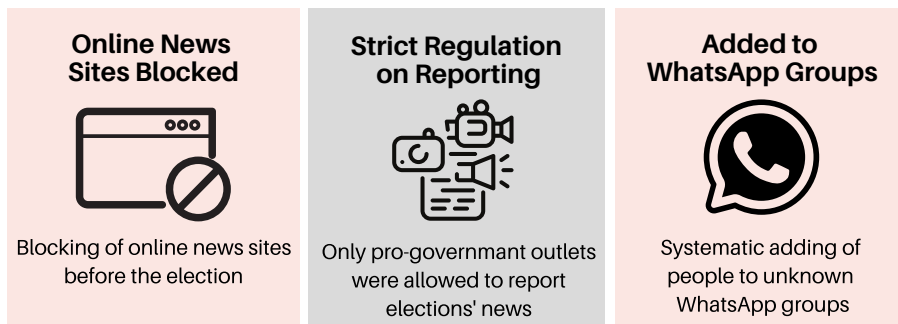 Online News
Sites Blocked
Blocking of online news sites
before the election
Strict Regulation
on Reporting
Only pro-governmant outlets
were allowed to report
elections' news
Added to
WhatsApp Groups
Systematic adding of
people to unknown
WhatsApp groups